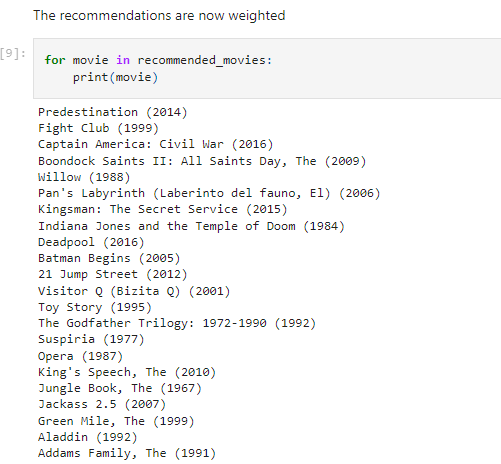 The recommendations are now weighted
[9]:
for movie in recommended_movies:
    print(movie)
Predestination (2014)
Fight Club (1999)
Captain America: Civil War (2016)
Boondock Saints II: All Saints Day, The (2009)
Willow (1988)
Pan's Labyrinth (Laberinto del fauno, El) (2006)
Kingsman: The Secret Service (2015)
Indiana Jones and the Temple of Doom (1984)
Deadpool (2016)
Batman Begins (2005)
21 Jump Street (2012)
Visitor Q (Bizita Q) (2001)
Toy Story (1995)
The Godfather Trilogy: 1972-1990 (1992)
Suspiria (1977)
Opera (1987)
King's Speech, The (2010)
Jungle Book, The (1967)
Jackass 2.5 (2007)
Green Mile, The (1999)
Aladdin (1992)
Addams Family, The (1991)